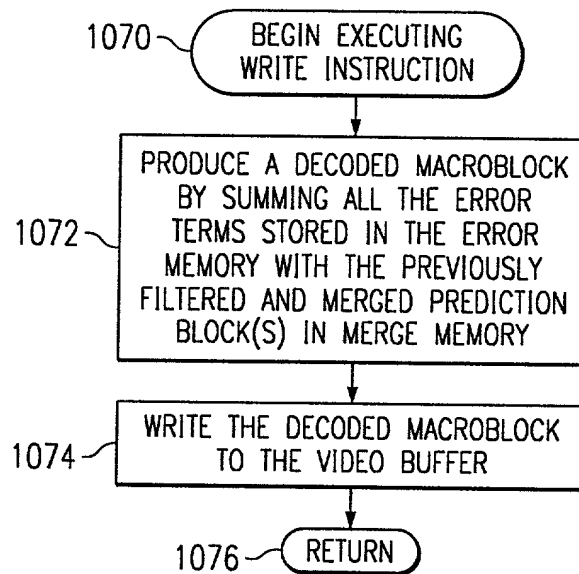 1070
BEGIN EXECUTING
WRITE INSTRUCTION
1072
PRODUCE A DECODED MACROBLOCK
BY SUMMING ALL THE ERROR
TERMS STORED IN THE ERROR
MEMORY WITH THE PREVIOUSLY
FILTERED AND MERGED PREDICTION
BLOCK(S) IN MERGE MEMORY
1074
WRITE THE DECODED MACROBLOCK
TO THE VIDEO BUFFER
1076
RETURN